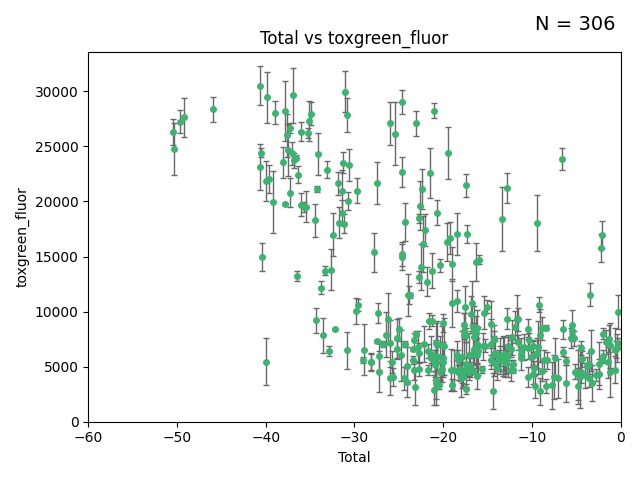 N = 306
Total vs toxgreen_fluor
toxgreen_fluor
30000
25000
20000
15000
10000
5000
0
−60 −50 −40 −30 −20 −10 0
Total